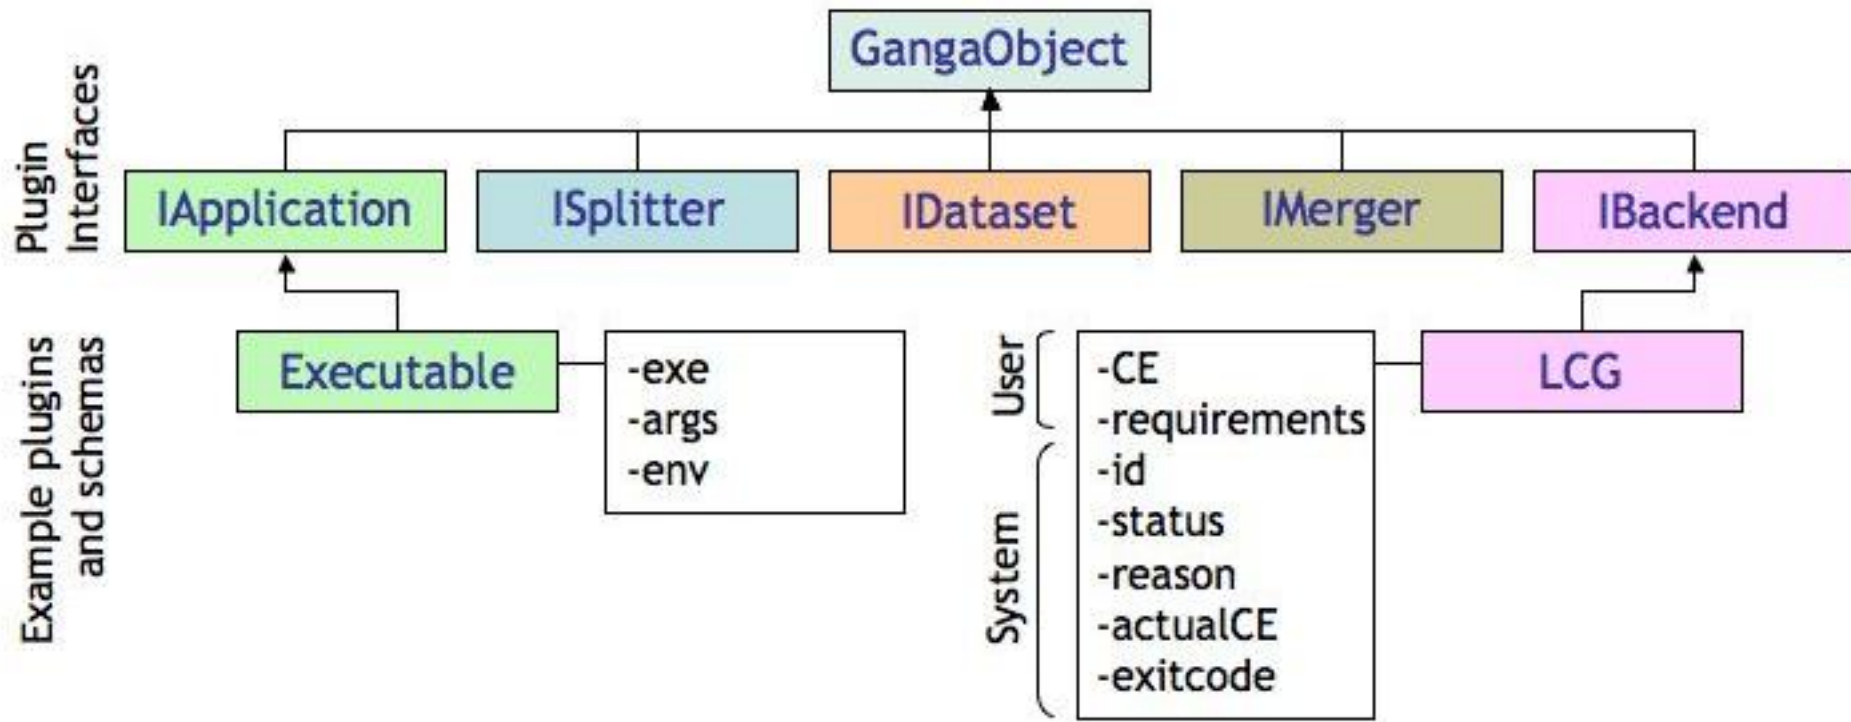 GangaObject
Plugin
Interfaces
IApplication
ISplitter
IDataset
IMerger
IBackend
Example plugins
and schemas
Executable
-exe
-args
-env
User
System
-CE
-requirements
-id
-status
-reason
-actualCE
-exitcode
LCG